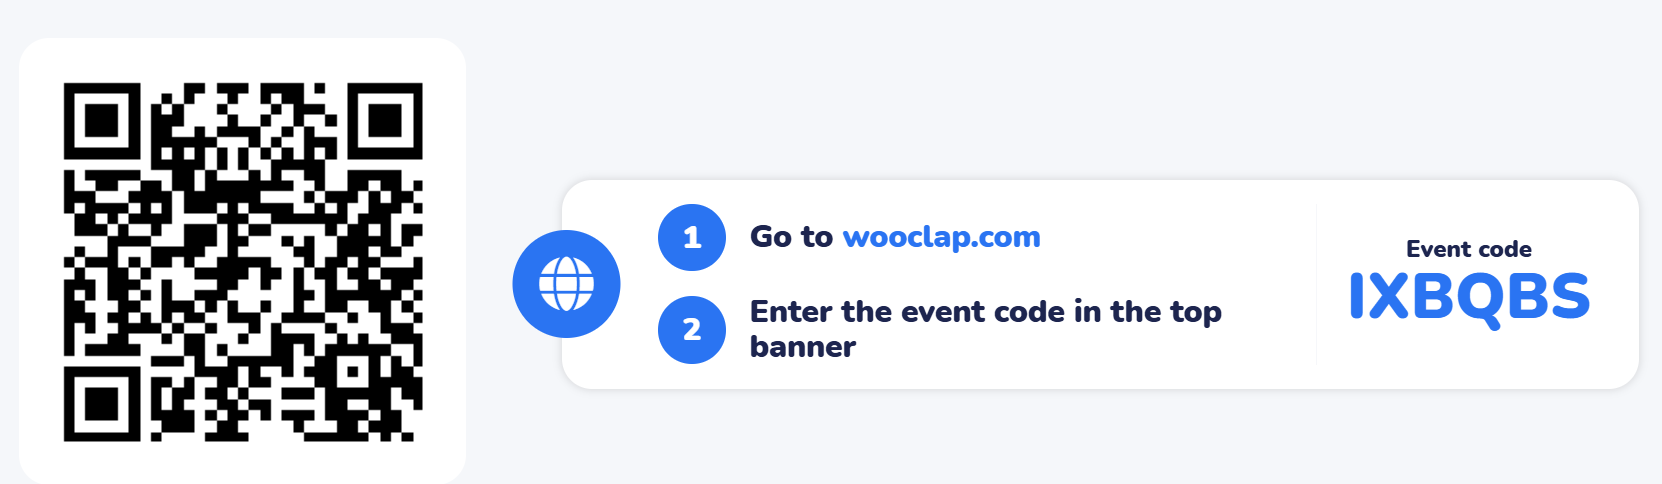 1
Go to wooclap.com
2
Enter the event code in the top
banner
Event code
IXBQBS